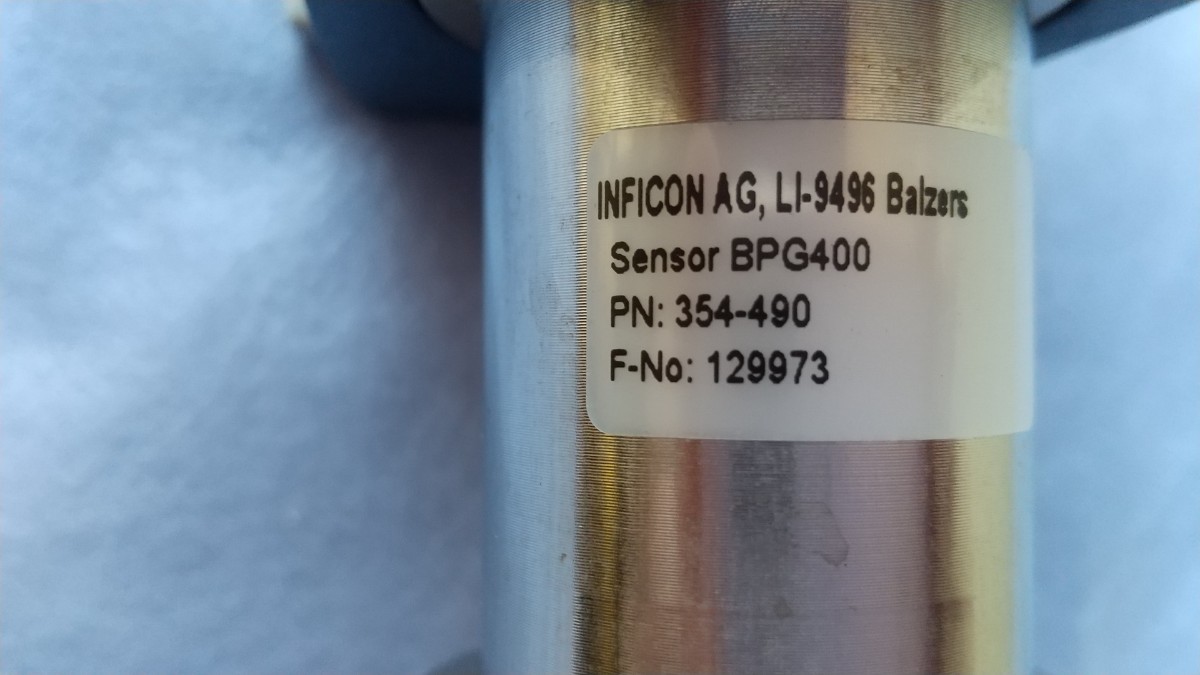 INFICON AG, LI-9496 Balzers
Sensor BPG400
PN: 354-490
F-No: 129973